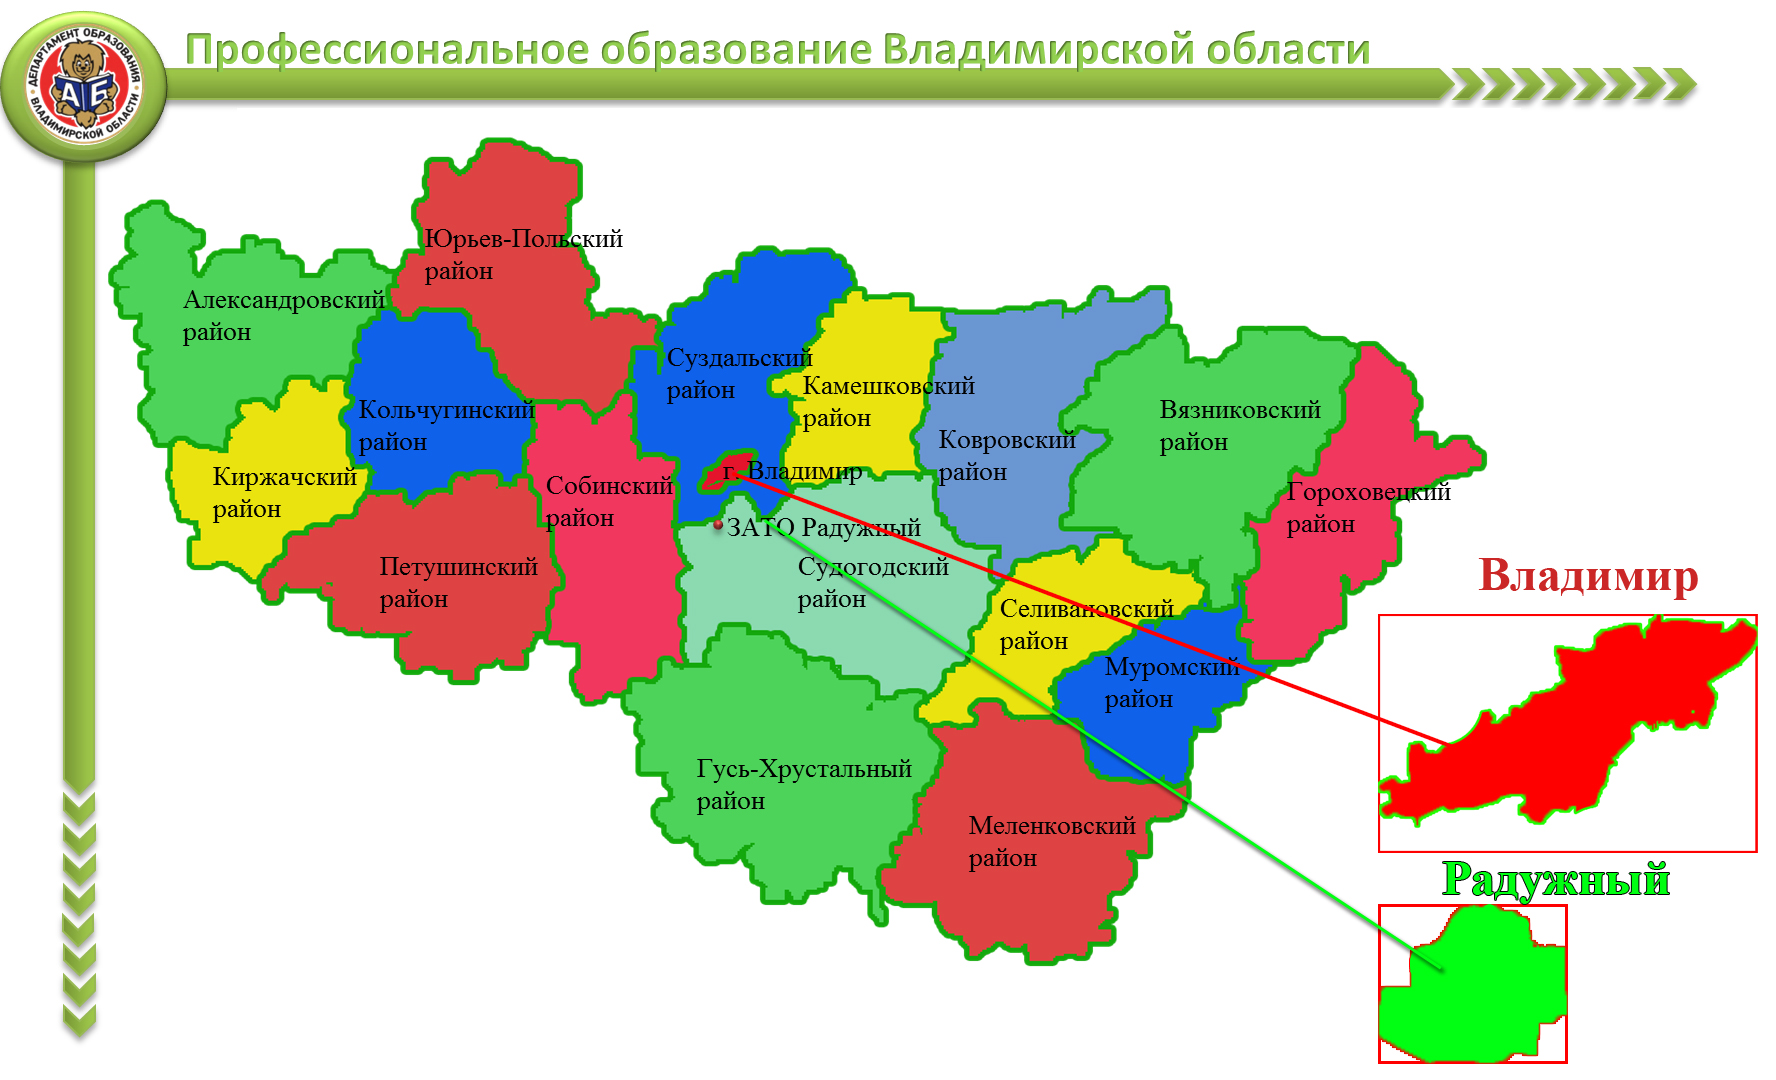 Профессиональное образование Владимирской области
ДЕПАРТАМЕНТ ОБРАЗОВАНИЯ
ВЛАДИМИРСКОЙ ОБЛАСТИ
А Б
Юрьев-Польский
район
Александровский
район
Суздальский
район
Камешковский
район
Кольчугинский
район
Вязниковский
район
Ковровский
район
Киржачский
район
г. Владимир
Собинский
район
Гороховецкий
район
ЗАТО Радужный
Петушинский
район
Судогодский
район
Селивановский
район
Муромский
район
Гусь-Хрустальный
район
Меленковский
район
Владимир
Радужный